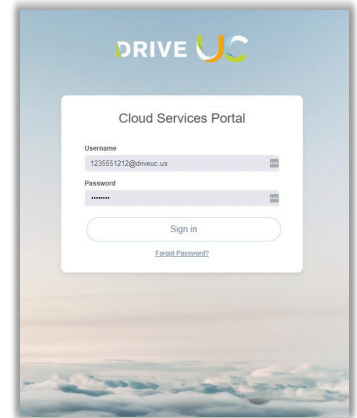 DRIVE UC
Cloud Services Portal
Username
1235551212@driveuc.us
Password
••••••••
Sign in
Forgot Password?